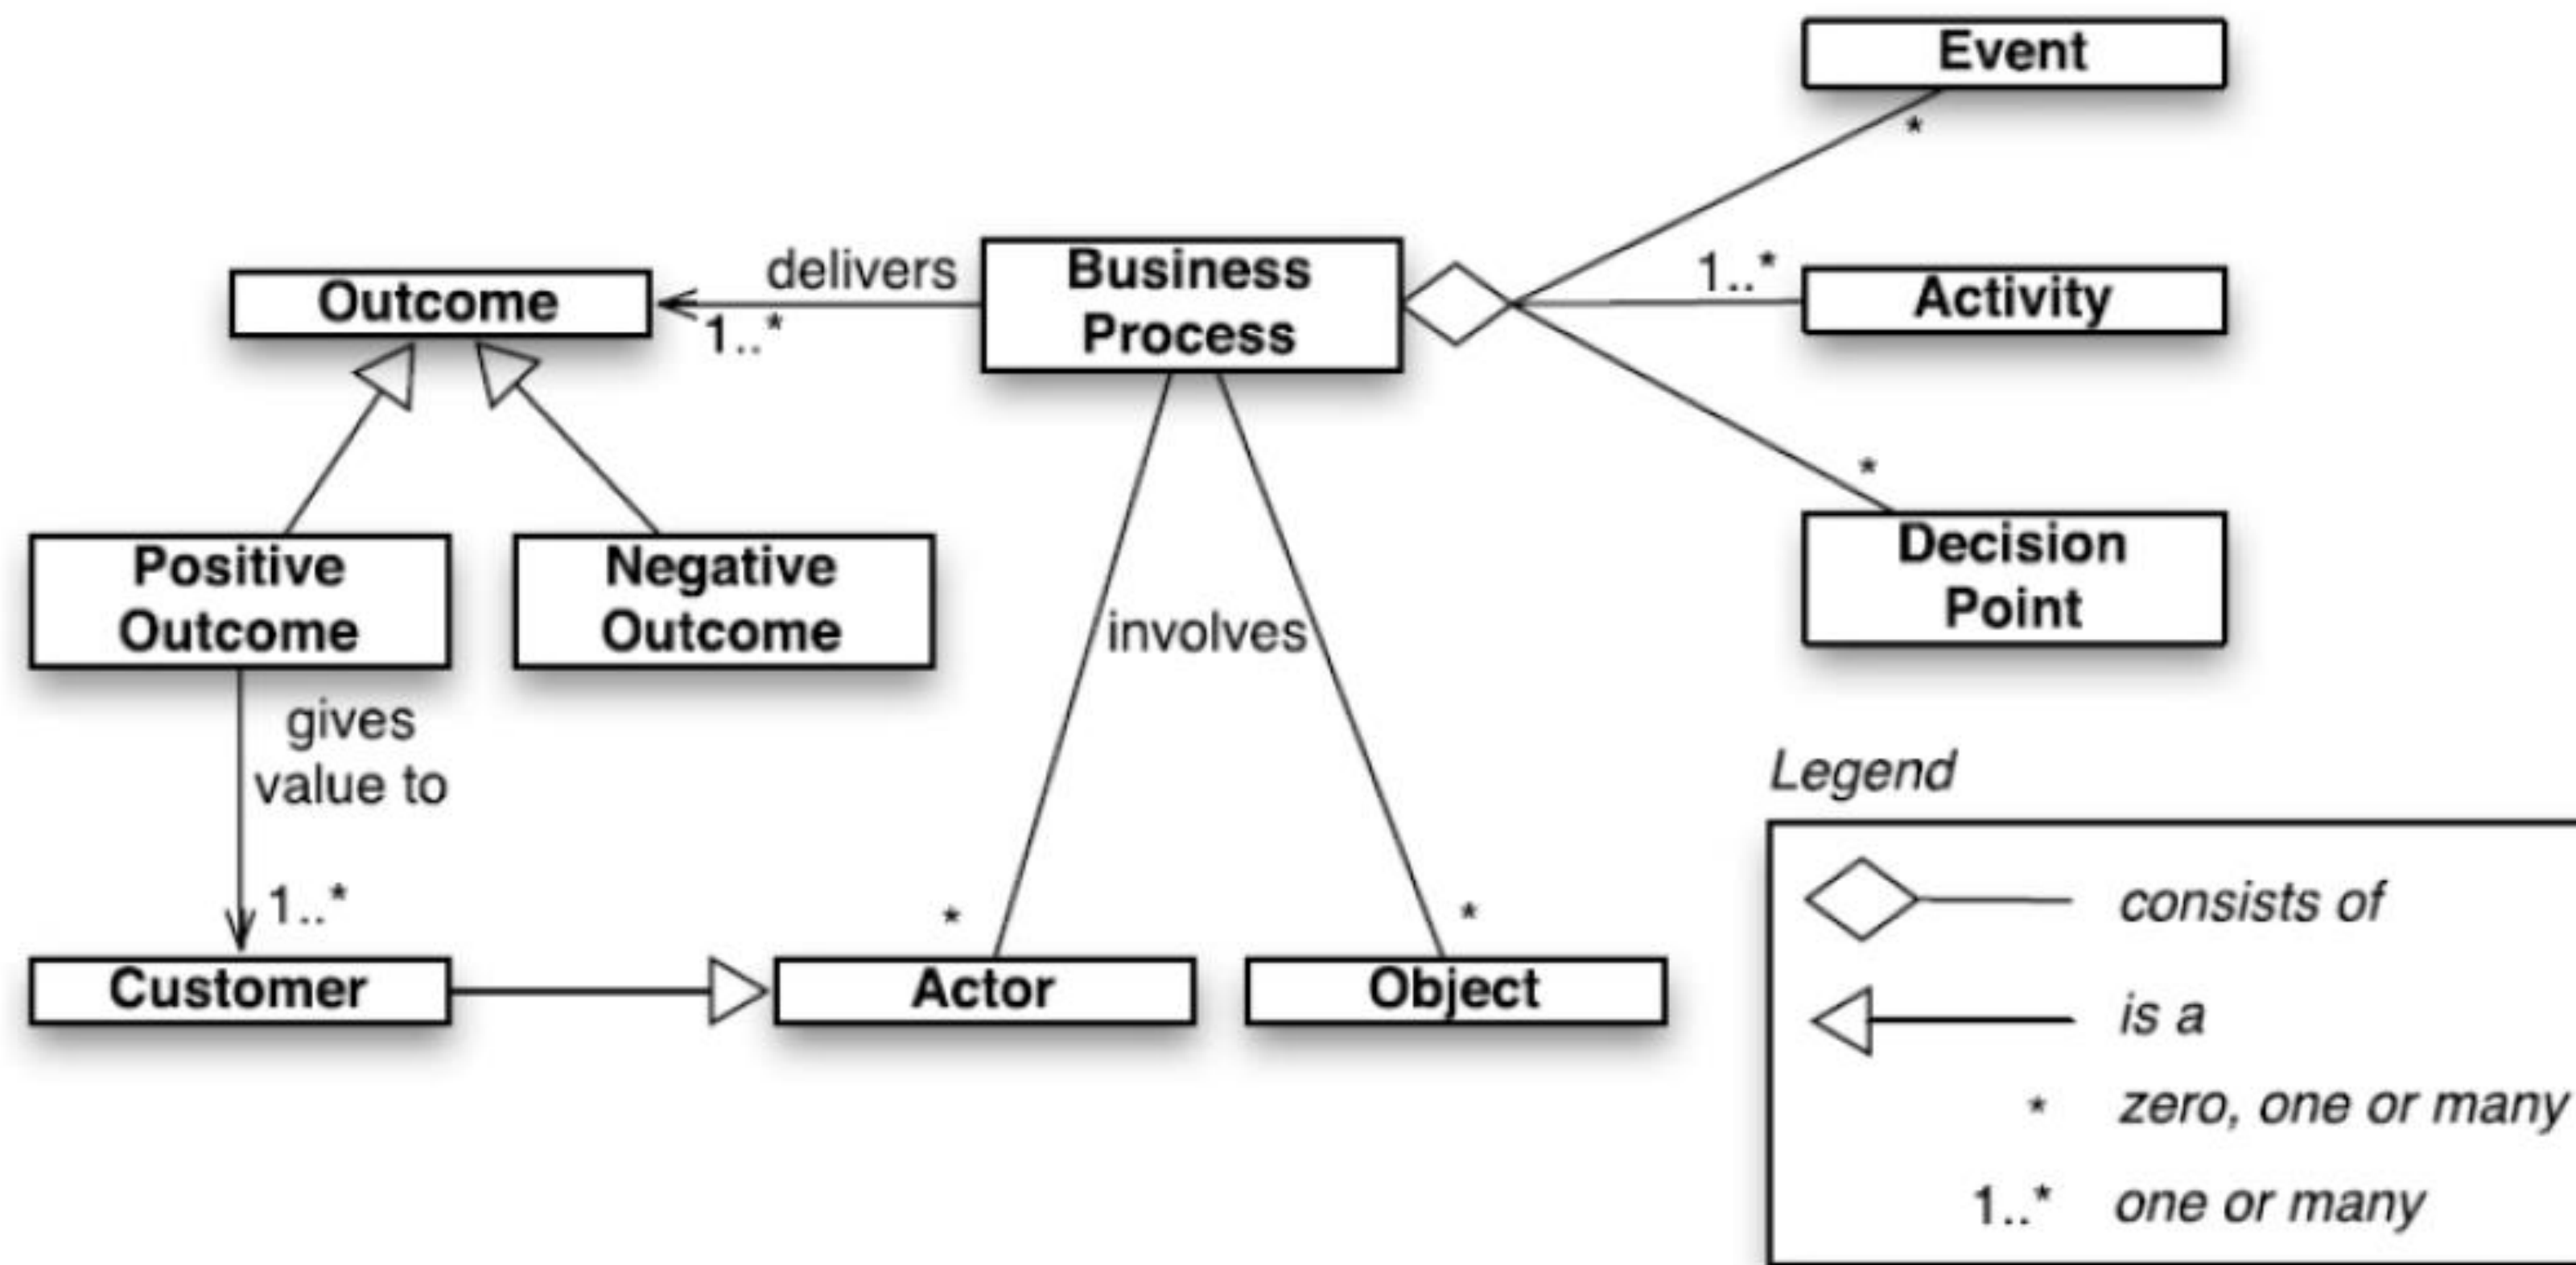 Event
*
delivers
Business
Process
1..*
Activity
Outcome
1..*
*
Decision
Point
Positive
Outcome
Negative
Outcome
involves
gives
value to
1..*
*
*
Customer
Actor
Object
Legend
consists of
is a
* zero, one or many
1..* one or many